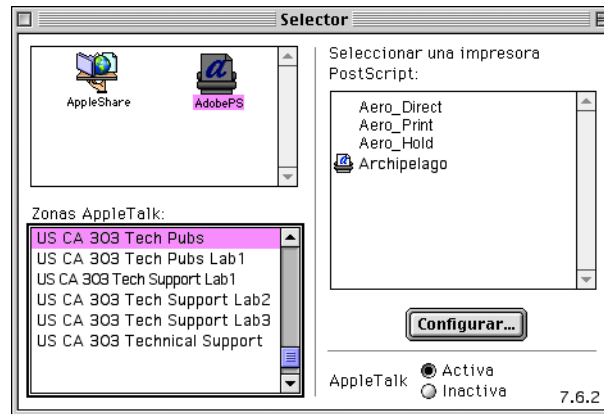 Selector
AppleShare
AdobePS
Zonas AppleTalk:
US CA 303 Tech Pubs
US CA 303 Tech Pubs Lab1
US CA 303 Tech Support Lab1
US CA 303 Tech Support Lab2
US CA 303 Tech Support Lab3
US CA 303 Technical Support
Seleccionar una impresora
PostScript:
Aero_Direct
Aero_Print
Aero_Hold
Archipelago
Configurar...
AppleTalk
Activa
Inactiva
7.6.2